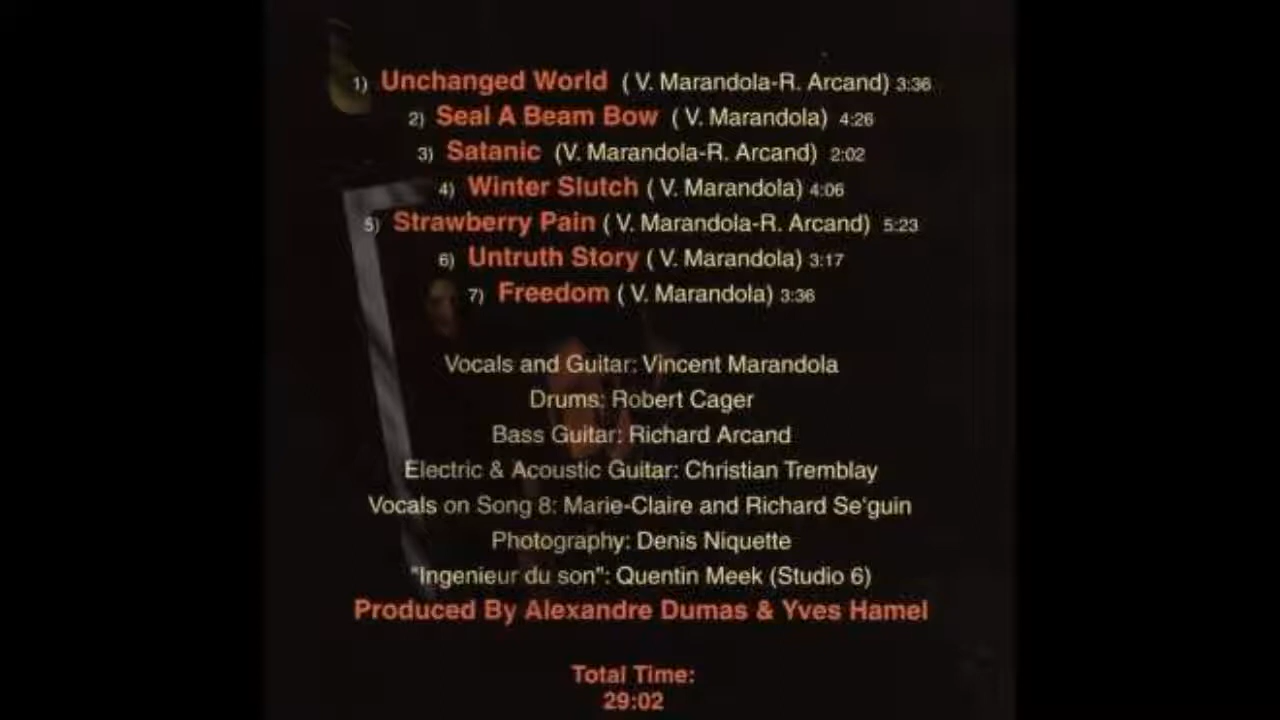 1) Unchanged World ( V. Marandola-R. Arcand) 3:36
2) Seal A Beam Bow ( V. Marandola) 4:26
3) Satanic (V. Marandola-R. Arcand) 2:02
4) Winter Slutch ( V. Marandola) 4:06
5) Strawberry Pain ( V. Marandola-R. Arcand) 5:23
6) Untruth Story ( V. Marandola) 3:17
7) Freedom ( V. Marandola) 3:36
Vocals and Guitar: Vincent Marandola
Drums: Robert Cager
Bass Guitar: Richard Arcand
Electric & Acoustic Guitar: Christian Tremblay
Vocals on Song 8: Marie-Claire and Richard Se'guin
Photography: Denis Niquette
"Ingenieur du son": Quentin Meek (Studio 6)
Produced By Alexandre Dumas & Yves Hamel
Total Time:
29:02